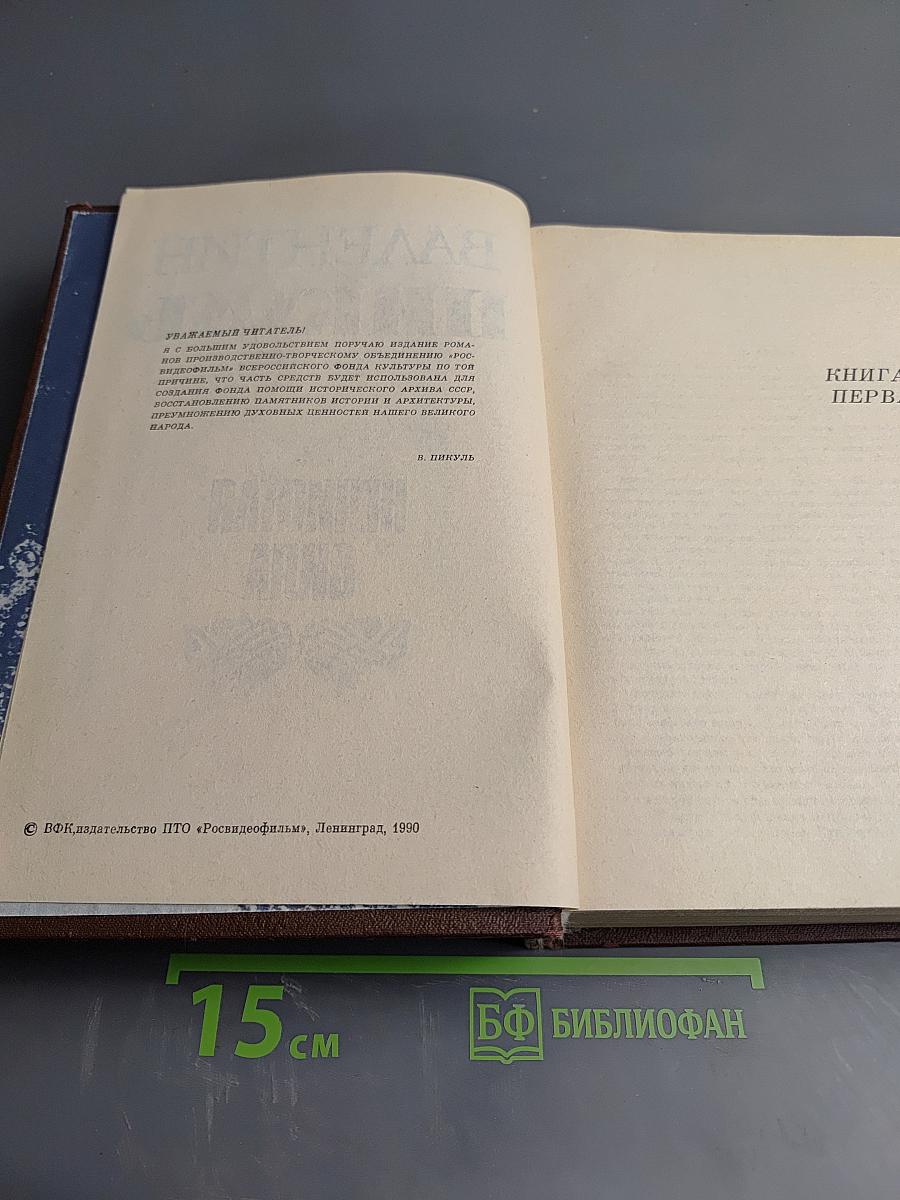 УВАЖАЕМЫЙ ЧИТАТЕЛЬ!
Я С БОЛЬШИМ УДОВОЛЬСТВИЕМ ПОРУЧАЮ ИЗДАНИЕ РОМА-
НОВ ПРОИЗВОДСТВЕННО-ТВОРЧЕСКОМУ ОБЪЕДИНЕНИЮ «РОС-
ВИДЕОФИЛЬМ» ВСЕРОССИЙСКОГО ФОНДА КУЛЬТУРЫ ПО ТОЙ
ПРИЧИНЕ, ЧТО ЧАСТЬ СРЕДСТВ БУДЕТ ИСПОЛЬЗОВАНА ДЛЯ
СОЗДАНИЯ ФОНДА ПОМОЩИ ИСТОРИЧЕСКОГО АРХИВА СССР,
ВОССТАНОВЛЕНИЮ ПАМЯТНИКОВ ИСТОРИИ И АРХИТЕКТУРЫ,
ПРЕУМНОЖЕНИЮ ДУХОВНЫХ ЦЕННОСТЕЙ НАШЕГО ВЕЛИКОГО
НАРОДА.
В. ПИКУЛЬ
© ВФК,издательство ПТО «Росвидеофильм», Ленинград, 1990
КНИГА
ПЕРВА
15 см
БФ БИБЛИОФАН